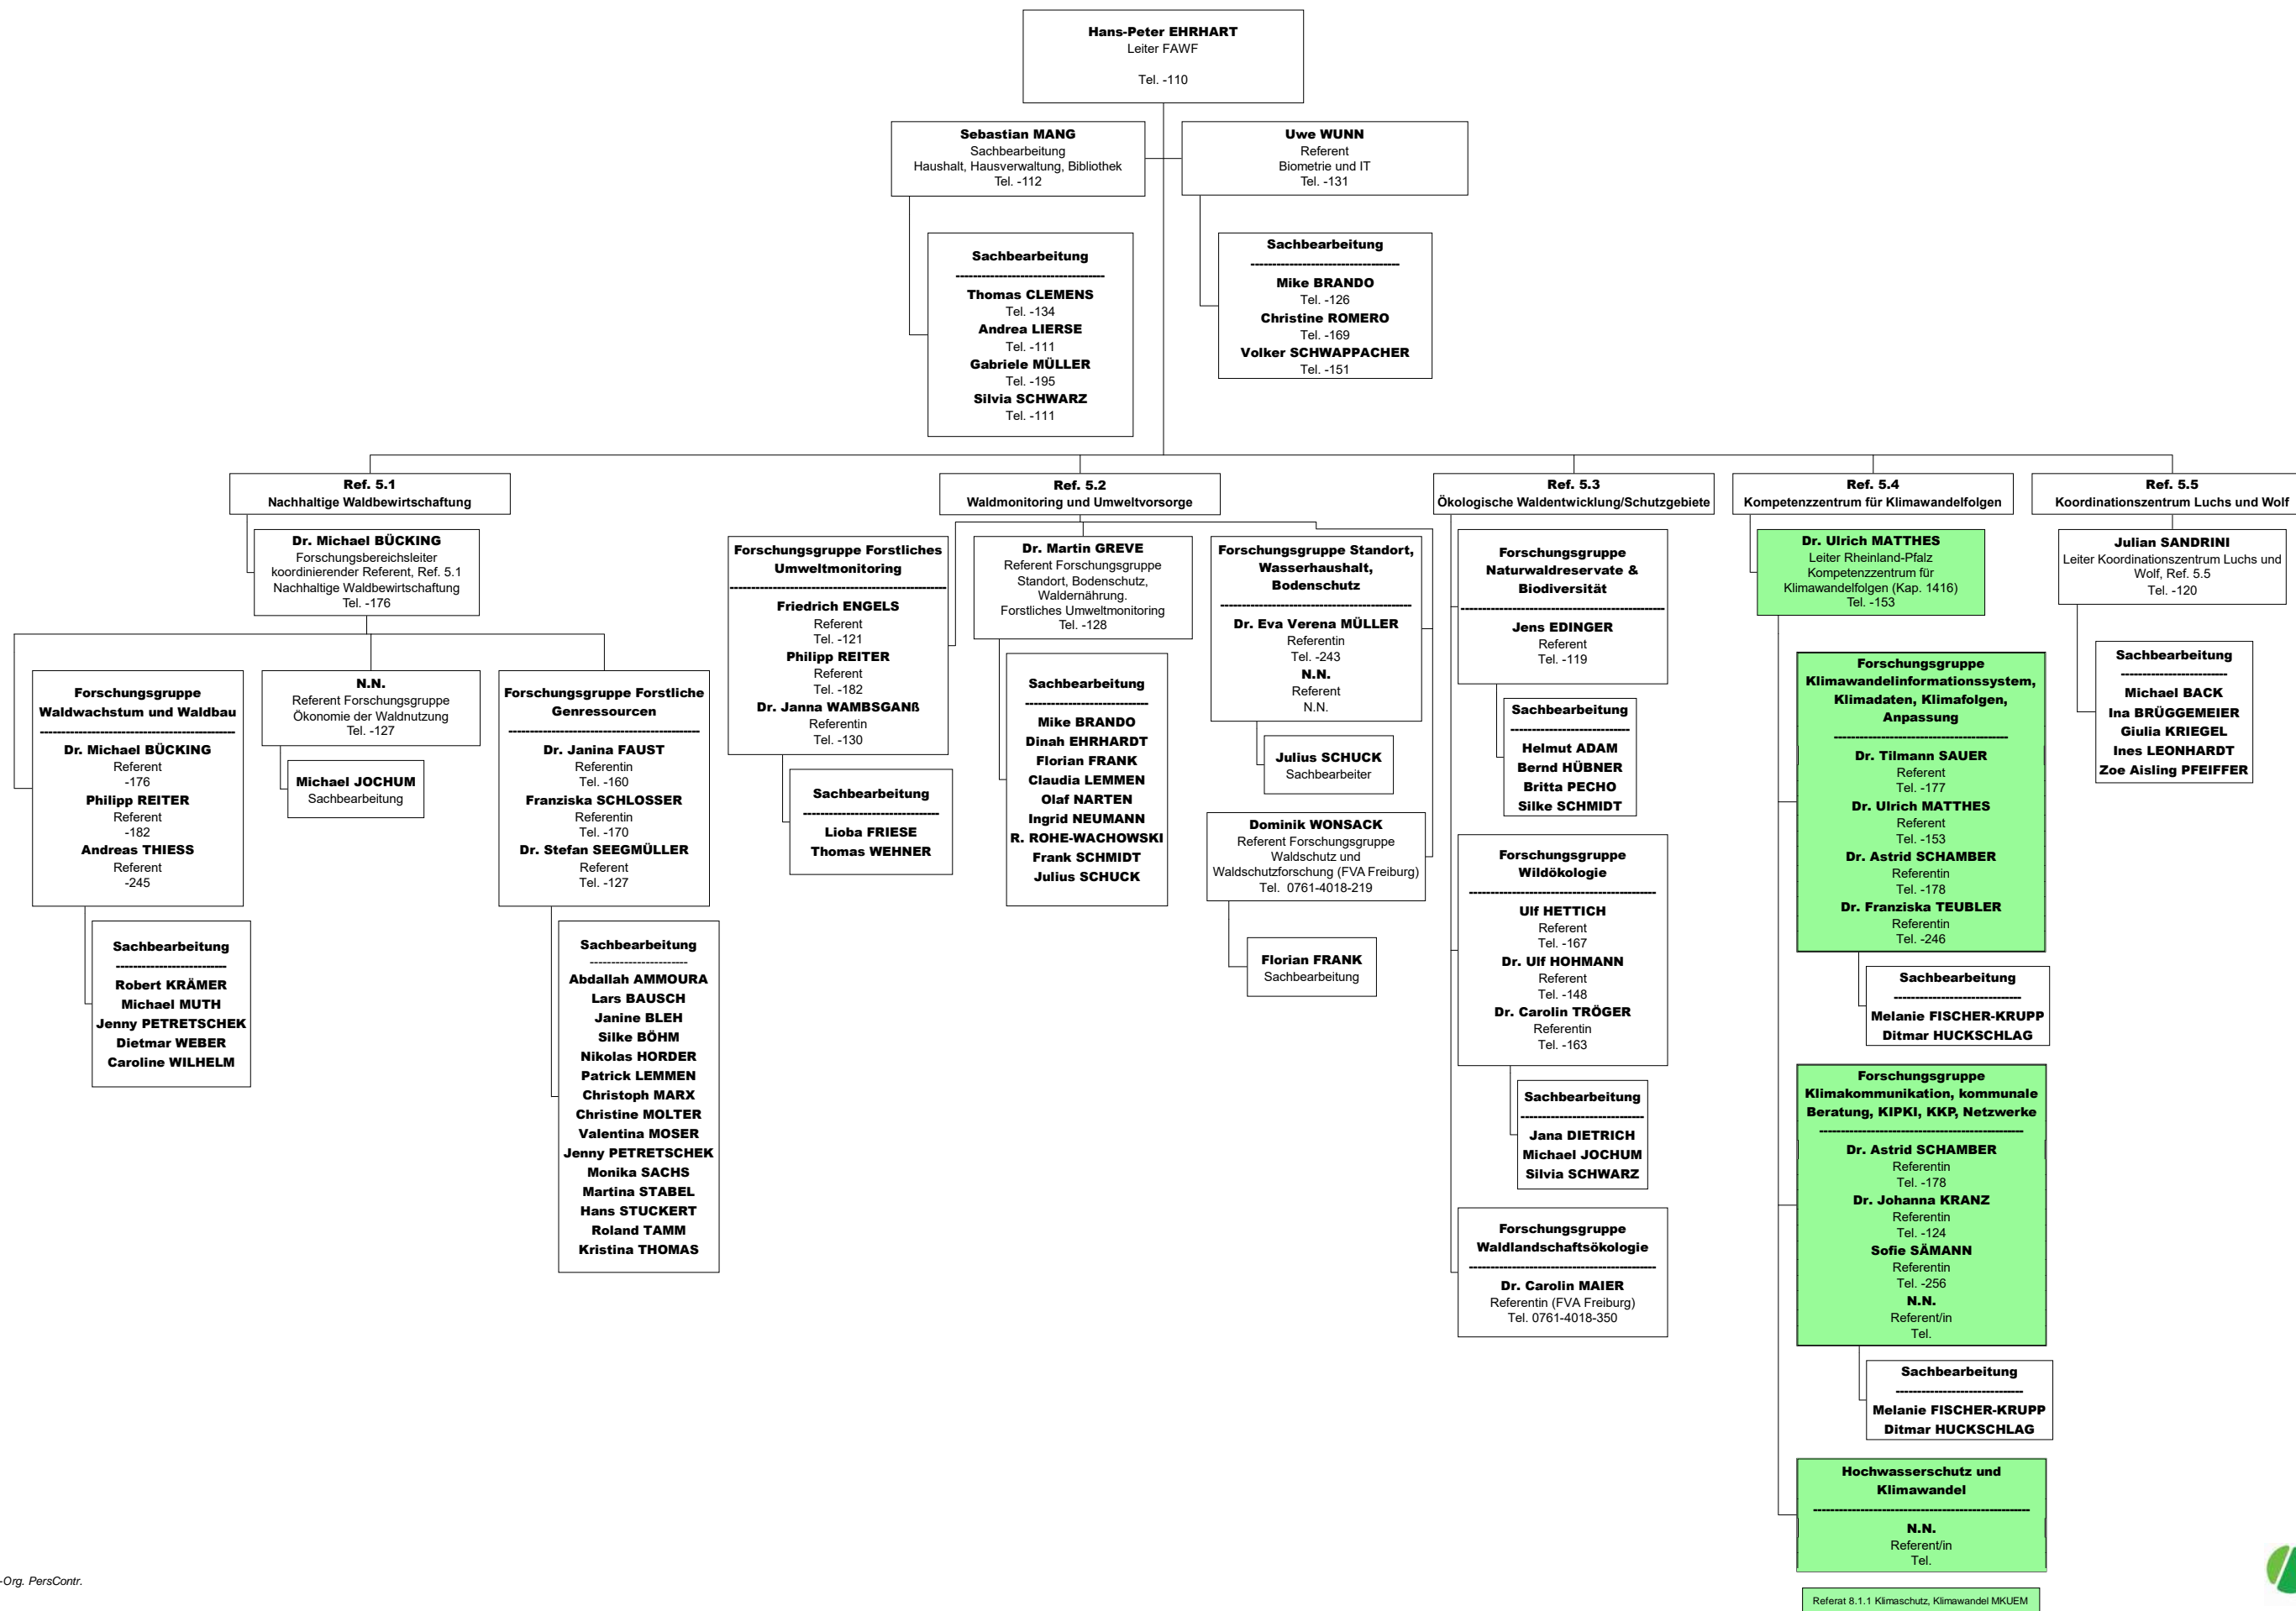 Hans-Peter EHRHART
Leiter FAWF
Tel. -110
Sebastian MANG
Sachbearbeitung
Haushalt, Hausverwaltung, Bibliothek
Tel. -112
Uwe WUNN
Referent
Biometrie und IT
Tel. -131
Sachbearbeitung
-----------------------------------
Thomas CLEMENS
Tel. -134
Andrea LIERSE
Tel. -111
Gabriele MÜLLER
Tel. -195
Silvia SCHWARZ
Tel. -111
Sachbearbeitung
-----------------------------------
Mike BRANDO
Tel. -126
Christine ROMERO
Tel. -169
Volker SCHWAPPACHER
Tel. -151
Ref. 5.1
Nachhaltige Waldbewirtschaftung
Dr. Michael BÜCKING
Forschungsbereichsleiter
koordinierender Referent, Ref. 5.1
Nachhaltige Waldbewirtschaftung
Tel. -176
Forschungsgruppe
Waldwachstum und Waldbau
-----------------------------------
Dr. Michael BÜCKING
Referent
-176
Philipp REITER
Referent
-182
Andreas THIESS
Referent
-245
Sachbearbeitung
--------------------------
Robert KRÄMER
Michael MUTH
Jenny PETRETSCHEK
Dietmar WEBER
Caroline WILHELM
N.N.
Referent Forschungsgruppe
Ökonomie der Waldnutzung
Tel. -127
Michael JOCHUM
Sachbearbeitung
Forschungsgruppe Forstliche
Genressourcen
-----------------------------------
Dr. Janina FAUST
Referentin
Tel. -160
Franziska SCHLOSSER
Referentin
Tel. -170
Dr. Stefan SEEGMÜLLER
Referent
Tel. -127
Sachbearbeitung
-----------------------
Abdallah AMMOURA
Lars BAUSCH
Janine BLEH
Silke BÖHM
Nikolas HORDER
Patrick LEMMEN
Christoph MARX
Christine MOLTER
Valentina MOSER
Jenny PETRETSCHEK
Monika SACHS
Martina STABEL
Hans STUCKERT
Roland TAMM
Kristina THOMAS
Ref. 5.2
Waldmonitoring und Umweltvorsorge
Forschungsgruppe Forstliches
Umweltmonitoring
-----------------------------------
Friedrich ENGELS
Referent
Tel. -121
Philipp REITER
Referent
Tel. -182
Dr. Janna WAMBSGANß
Referentin
Tel. -130
Sachbearbeitung
--------------------------------
Lioba FRIESE
Thomas WEHNER
Dr. Martin GREVE
Referent Forschungsgruppe
Standort, Bodenschutz,
Waldernährung.
Forstliches Umweltmonitoring
Tel. -128
Sachbearbeitung
-----------------------------
Mike BRANDO
Dinah EHRHARDT
Florian FRANK
Claudia LEMMEN
Olaf NARTEN
Ingrid NEUMANN
R. ROHE-WACHOWSKI
Frank SCHMIDT
Julius SCHUCK
Forschungsgruppe Standort,
Wasserhaushalt,
Bodenschutz
-----------------------------------
Dr. Eva Verena MÜLLER
Referentin
Tel. -243
N.N.
Referent
N.N.
Julius SCHUCK
Sachbearbeiter
Dominik WONSACK
Referent Forschungsgruppe
Waldschutz und
Waldschutzforschung (FVA Freiburg)
Tel. 0761-4018-219
Florian FRANK
Sachbearbeitung
Ref. 5.3
Ökologische Waldentwicklung/Schutzgebiete
Forschungsgruppe
Naturwaldreservate &
Biodiversität
-----------------------------------
Jens EDINGER
Referent
Tel. -119
Sachbearbeitung
----------------------------
Helmut ADAM
Bernd HÜBNER
Britta PECHO
Silke SCHMIDT
Forschungsgruppe
Wildökologie
-----------------------------------
Ulf HETTICH
Referent
Tel. -167
Dr. Ulf HOHMANN
Referent
Tel. -148
Dr. Carolin TRÖGER
Referentin
Tel. -163
Sachbearbeitung
-----------------------------
Jana DIETRICH
Michael JOCHUM
Silvia SCHWARZ
Forschungsgruppe
Waldlandschaftsökologie
-----------------------------------
Dr. Carolin MAIER
Referentin (FVA Freiburg)
Tel. 0761-4018-350
Ref. 5.4
Kompetenzzentrum für Klimawandelfolgen
Dr. Ulrich MATTHES
Leiter Rheinland-Pfalz
Kompetenzzentrum für
Klimawandelfolgen (Kap. 1416)
Tel. -153
Forschungsgruppe
Klimawandelinformationssystem,
Klimadaten, Klimafolgen,
Anpassung
-----------------------------------
Dr. Tilmann SAUER
Referent
Tel. -177
Dr. Ulrich MATTHES
Referent
Tel. -153
Dr. Astrid SCHAMBER
Referentin
Tel. -178
Dr. Franziska TEUBLER
Referentin
Tel. -246
Sachbearbeitung
------------------------------
Melanie FISCHER-KRUPP
Ditmar HUCKSCHLAG
Forschungsgruppe
Klimakommunikation, kommunale
Beratung, KIPKI, KKP, Netzwerke
-----------------------------------
Dr. Astrid SCHAMBER
Referentin
Tel. -178
Dr. Johanna KRANZ
Referentin
Tel. -124
Sofie SÄMANN
Referentin
Tel. -256
N.N.
Referent/in
Tel.
Sachbearbeitung
------------------------------
Melanie FISCHER-KRUPP
Ditmar HUCKSCHLAG
Hochwasserschutz und
Klimawandel
-----------------------------------
N.N.
Referent/in
Tel.
Referat 8.1.1 Klimaschutz, Klimawandel MKUEM
Ref. 5.5
Koordinationszentrum Luchs und Wolf
Julian SANDRINI
Leiter Koordinationszentrum Luchs und
Wolf, Ref. 5.5
Tel. -120
Sachbearbeitung
-------------------------
Michael BACK
Ina BRÜGGEMEIER
Giulia KRIEGEL
Ines LEONHARDT
Zoe Aisling PFEIFFER
-Org. PersContr.